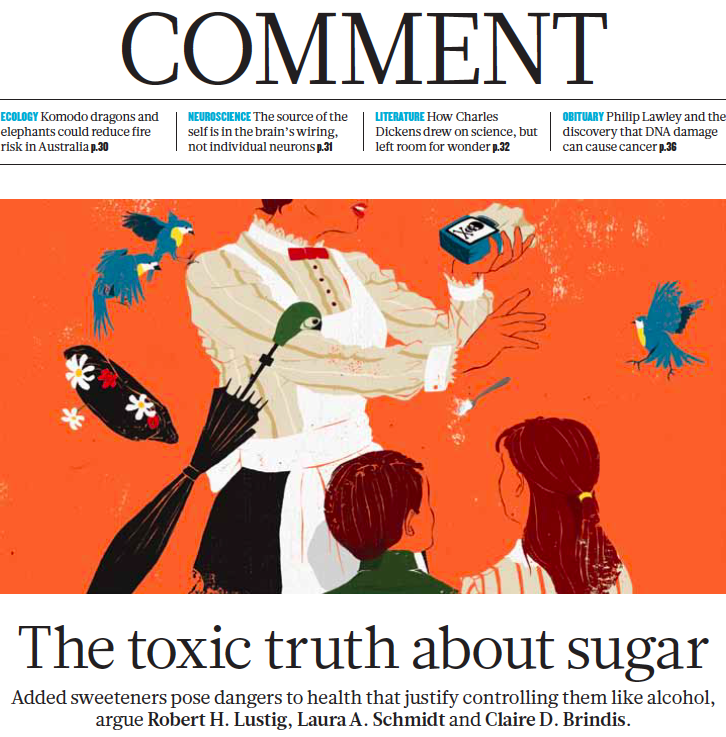 COMMENT
ECOLOGY Komodo dragons and
elephants could reduce fire
risk in Australia p.30
NEUROSCIENCE The source of the
self is in the brain's wiring,
not individual neurons p.31
LITERATURE How Charles
Dickens drew on science, but
left room for wonder p.32
OBITUARY Philip Lawley and the
discovery that DNA damage
can cause cancer p.36
The toxic truth about sugar
Added sweeteners pose dangers to health that justify controlling them like alcohol,
argue Robert H. Lustig, Laura A. Schmidt and Claire D. Brindis.